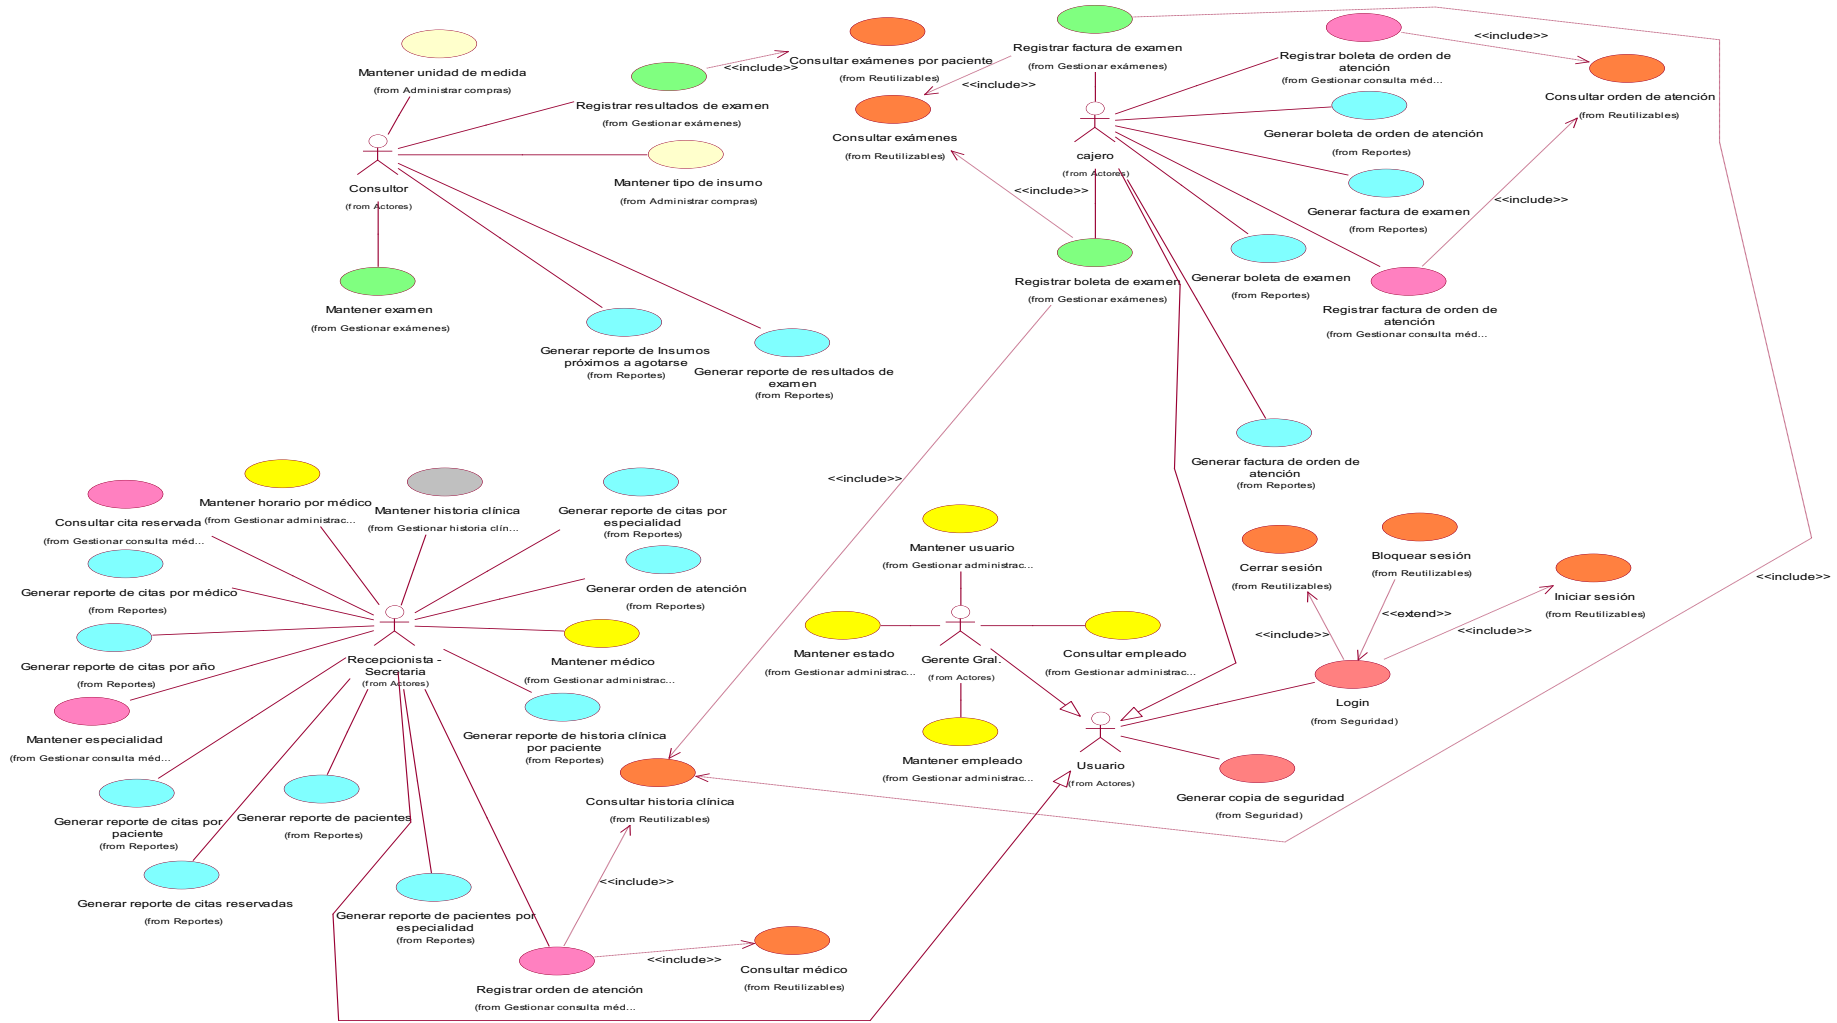 Mantener unidad de medida
(from Administrar compras)
<<include>>
Registrar resultados de examen
(from Gestionar exámenes)
Consultar exámenes por paciente
(from Reutilizables)
Consultar exámenes
(from Reutilizables)
Mantener tipo de insumo
(from Administrar compras)
Consultor
(from Actores)
Mantener examen
(from Gestionar exámenes)
Generar reporte de Insumos
próximos a agotarse
(from Reportes)
Generar reporte de resultados de
examen
(from Reportes)
Registrar factura de examen
(from Gestionar exámenes)
<<include>>
cajero
(from Actores)
<<include>>
Registrar boleta de examen
(from Gestionar exámenes)
Registrar boleta de orden de
atención
(from Gestionar consulta méd...
<<include>>
Consultar orden de atención
(from Reutilizables)
Generar boleta de orden de atención
(from Reportes)
Generar factura de examen
(from Reportes)
<<include>>
Generar boleta de examen
(from Reportes)
Registrar factura de orden de
atención
(from Gestionar consulta méd...
Generar factura de orden de
atención
(from Reportes)
<<include>>
Consultar cita reservada
(from Gestionar consulta méd...
Mantener horario por médico
(from Gestionar administrac...
Mantener historia clínica
(from Gestionar historia clín...
Generar reporte de citas por
especialidad
(from Reportes)
Generar reporte de citas por médico
(from Reportes)
Generar orden de atención
(from Reportes)
Generar reporte de citas por año
(from Reportes)
Recepcionista -
Secretaria
(from Actores)
Mantener médico
(from Gestionar administrac...
Mantener especialidad
(from Gestionar consulta méd...
Generar reporte de historia clínica
por paciente
(from Reportes)
Generar reporte de citas por
paciente
(from Reportes)
Generar reporte de pacientes
(from Reportes)
Generar reporte de citas reservadas
(from Reportes)
Generar reporte de pacientes por
especialidad
(from Reportes)
Consultar historia clínica
(from Reutilizables)
<<include>>
Registrar orden de atención
(from Gestionar consulta méd...
<<include>>
Consultar médico
(from Reutilizables)
Mantener usuario
(from Gestionar administrac...
Mantener estado
(from Gestionar administrac...
Gerente Gral.
(from Actores)
Consultar empleado
(from Gestionar administrac...
Mantener empleado
(from Gestionar administrac...
Usuario
(from Actores)
Cerrar sesión
(from Reutilizables)
Bloquear sesión
(from Reutilizables)
Iniciar sesión
(from Reutilizables)
<<include>>
<<extend>>
<<include>>
<<include>>
Login
(from Seguridad)
Generar copia de seguridad
(from Seguridad)